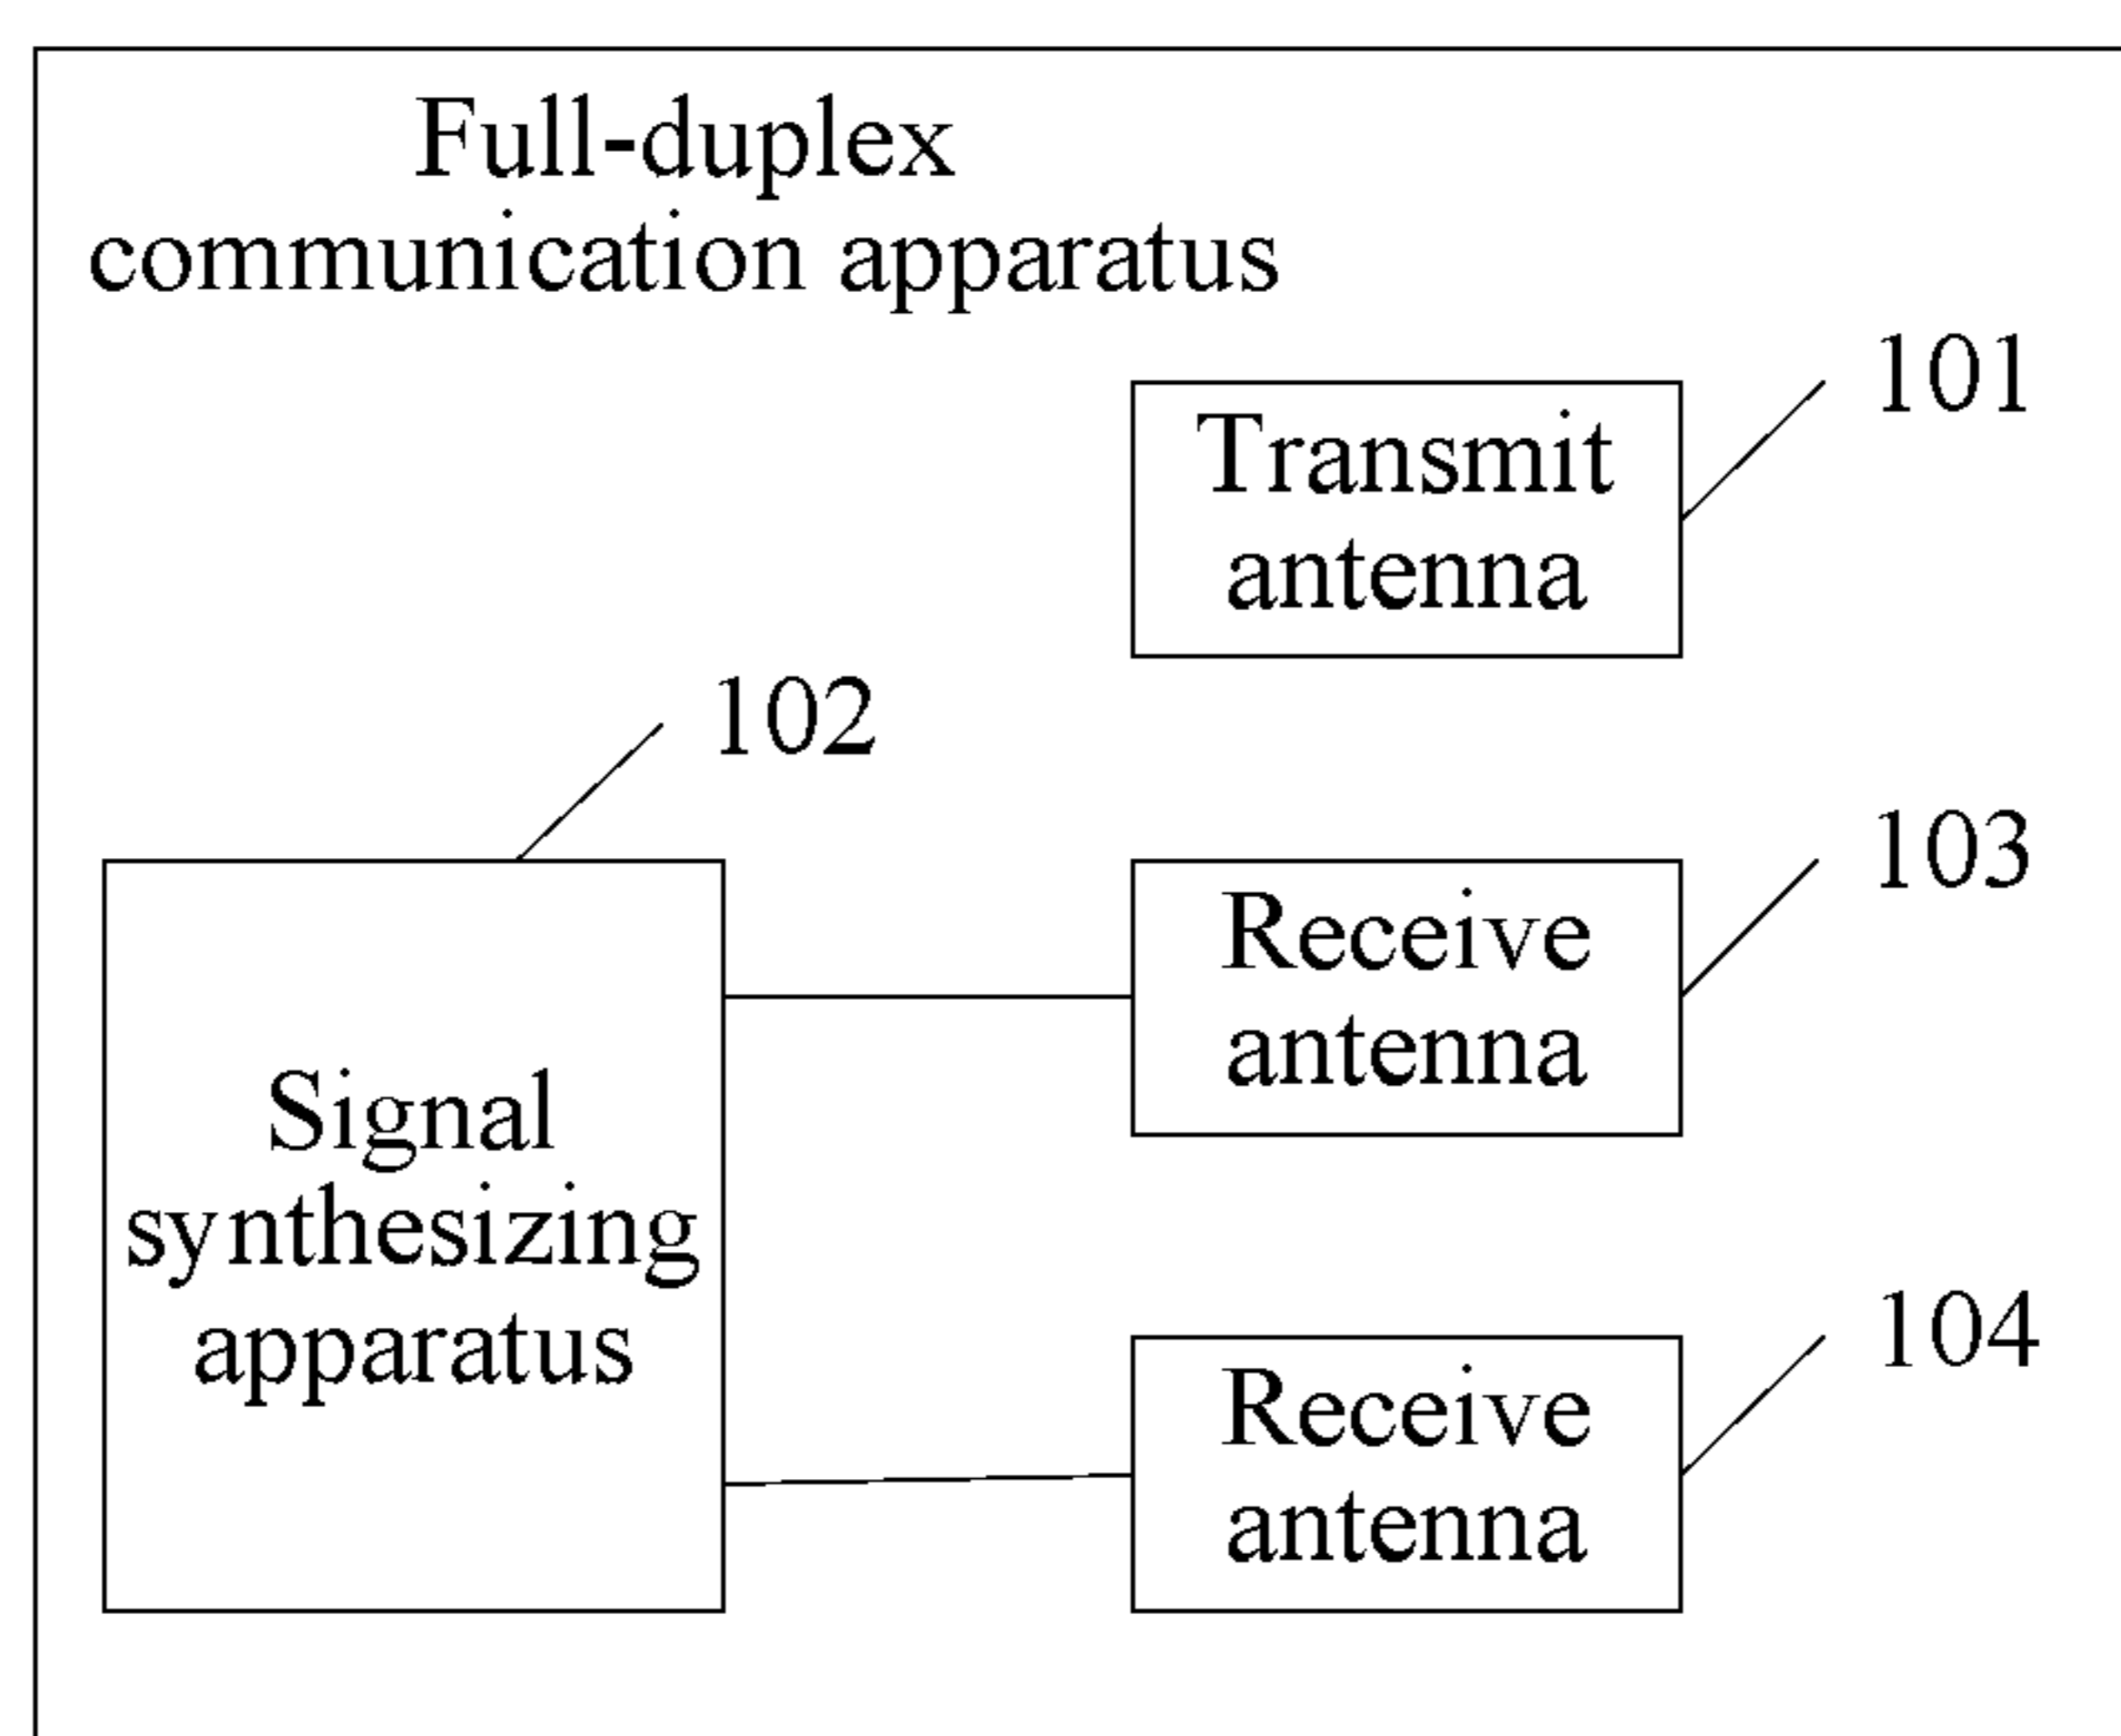 Full-duplex
communication apparatus
101
Transmit
antenna
102
103
Receive
antenna
Signal
synthesizing
apparatus
104
Receive
antenna